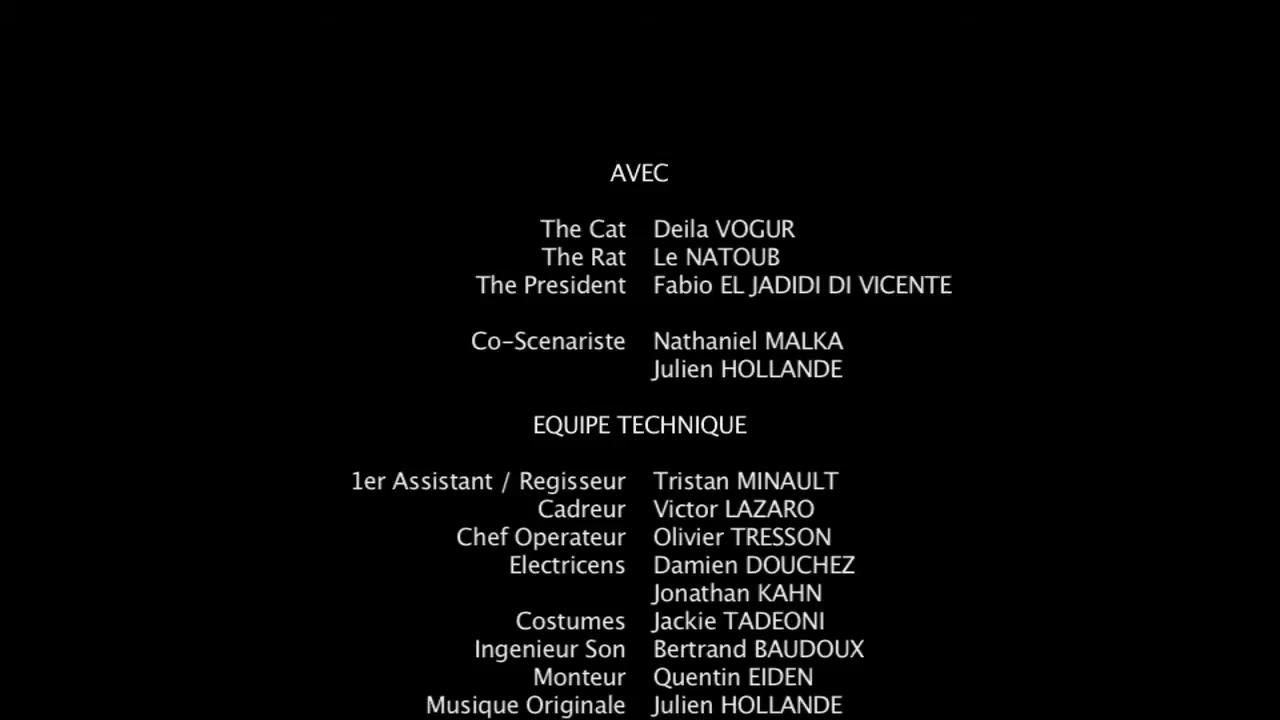 AVEC
The Cat Deila VOGUR
The Rat Le NATOUB
The President Fabio EL JADIDI DI VICENTE
Co-Scenariste Nathaniel MALKA
Julien HOLLANDE
EQUIPE TECHNIQUE
1er Assistant / Regisseur Tristan MINAULT
Cadreur Victor LAZARO
Chef Operateur Olivier TRESSON
Electricens Damien DOUCHEZ
Jonathan KAHN
Costumes Jackie TADEONI
Ingenieur Son Bertrand BAUDOUX
Monteur Quentin EIDEN
Musique Originale Julien HOLLANDE